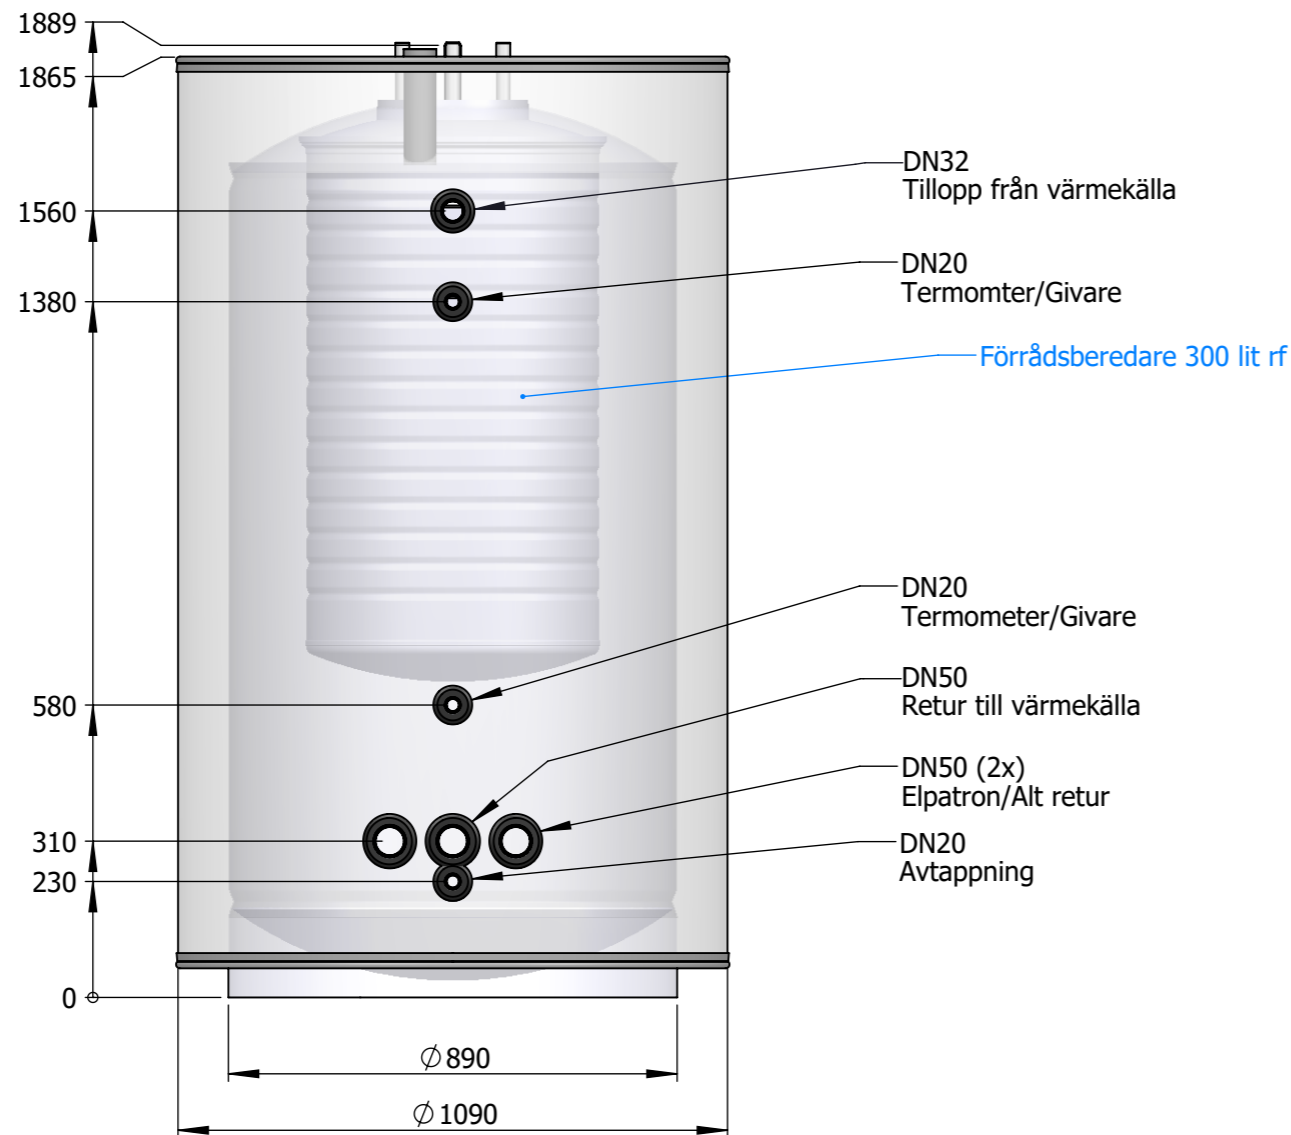 1889
1865
DN32
Tillopp från värmekälla
1560
DN20
Termomter/Givare
1380
Förrådsberedare 300 lit rf
DN20
Termometer/Givare
DN50
Retur till värmekälla
580
DN50 (2x)
Elpatron/Alt retur
310
DN20
Avtappning
230
0
∅890
∅1090